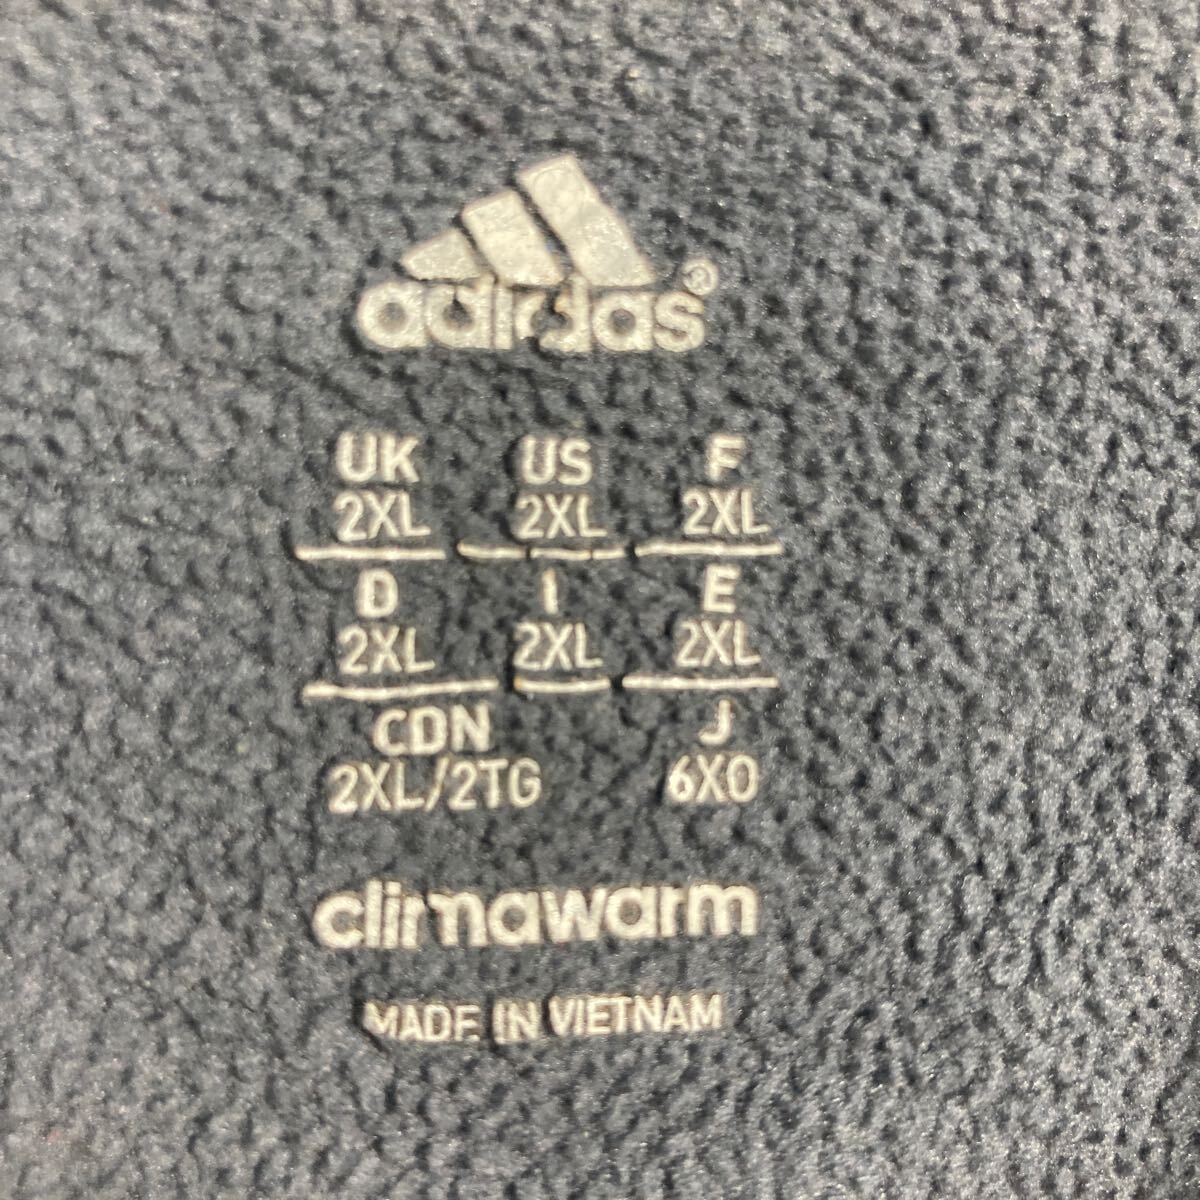 adidas®
UK US F
2XL 2XL 2XL
D I E
2XL 2XL 2XL
CDN J
2XL/2TG 6XO
climawarm
MADE IN VIETNAM